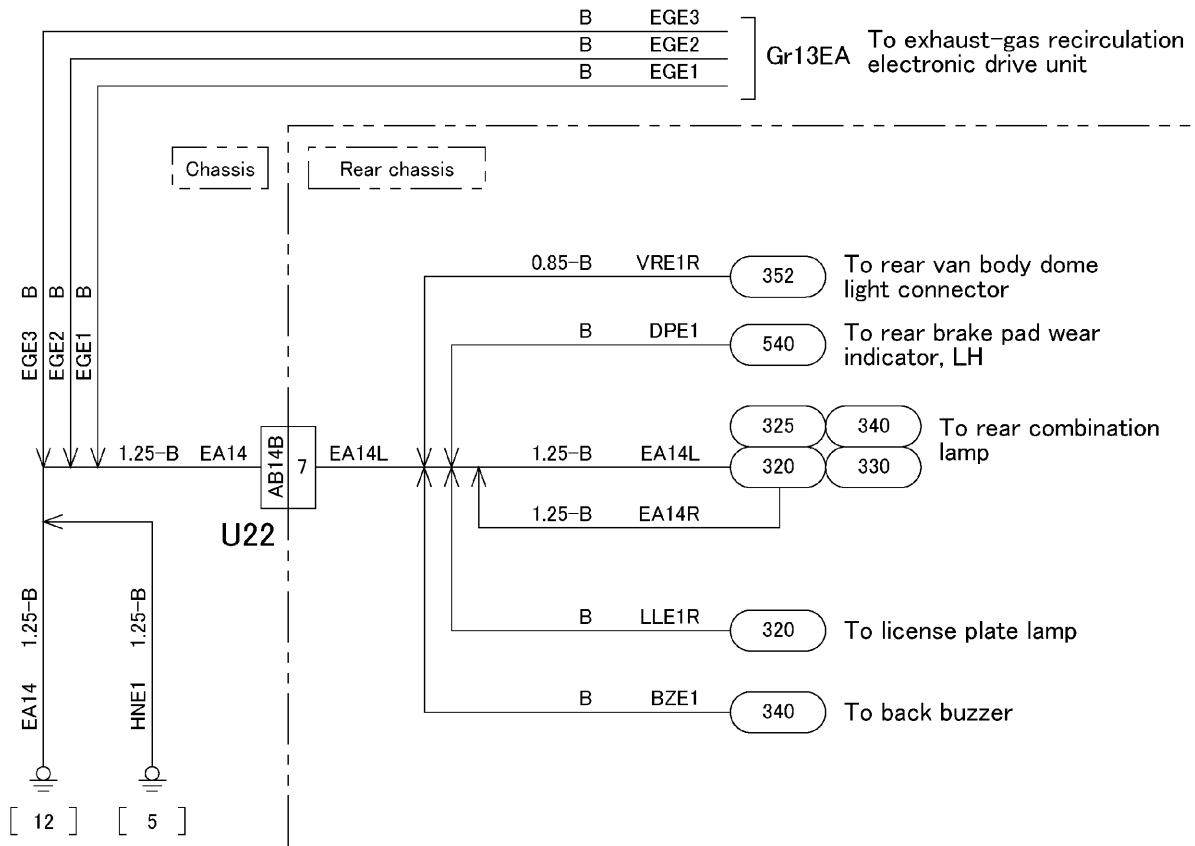 B EGE3
B EGE2
B EGE1
Gr13EA
To exhaust-gas recirculation
electronic drive unit
Chassis
Rear chassis
0.85-B VRE1R
352
To rear van body dome
light connector
EGE3 B
EGE2 B
EGE1 B
B DPE1
540
To rear brake pad wear
indicator, LH
325 340
320 330
To rear combination
lamp
1.25-B EA14
AB14B
7
EA14L
1.25-B EA14L
U22
1.25-B EA14R
EA14 1.25-B
HNE1 1.25-B
B LLE1R
320
To license plate lamp
B BZE1
340
To back buzzer
[ 12 ]
[ 5 ]